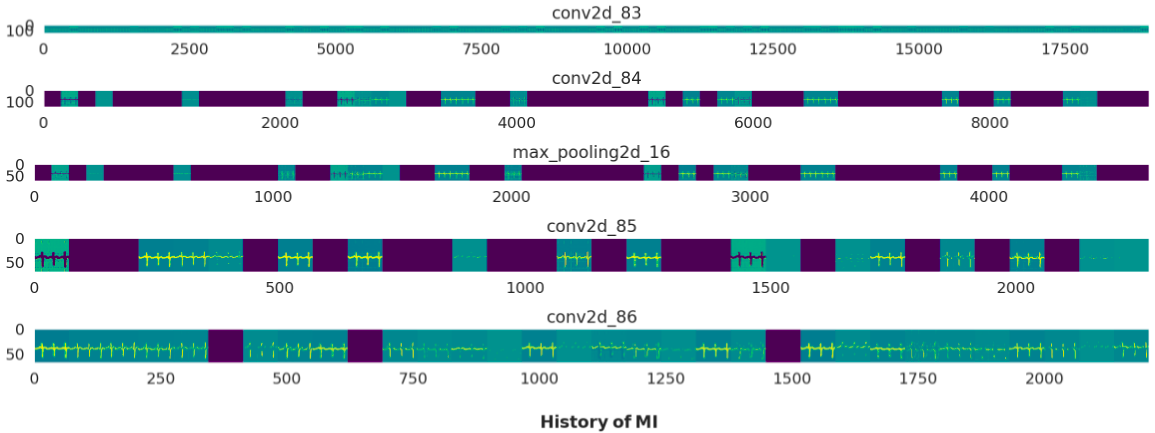 conv2d_83
0
100
0 2500 5000 7500 10000 12500 15000 17500
conv2d_84
0
100
0 2000 4000 6000 8000
max_pooling2d_16
0
50
0 1000 2000 3000 4000
conv2d_85
0
50
0 500 1000 1500 2000
conv2d_86
0
50
0 250 500 750 1000 1250 1500 1750 2000
History of MI